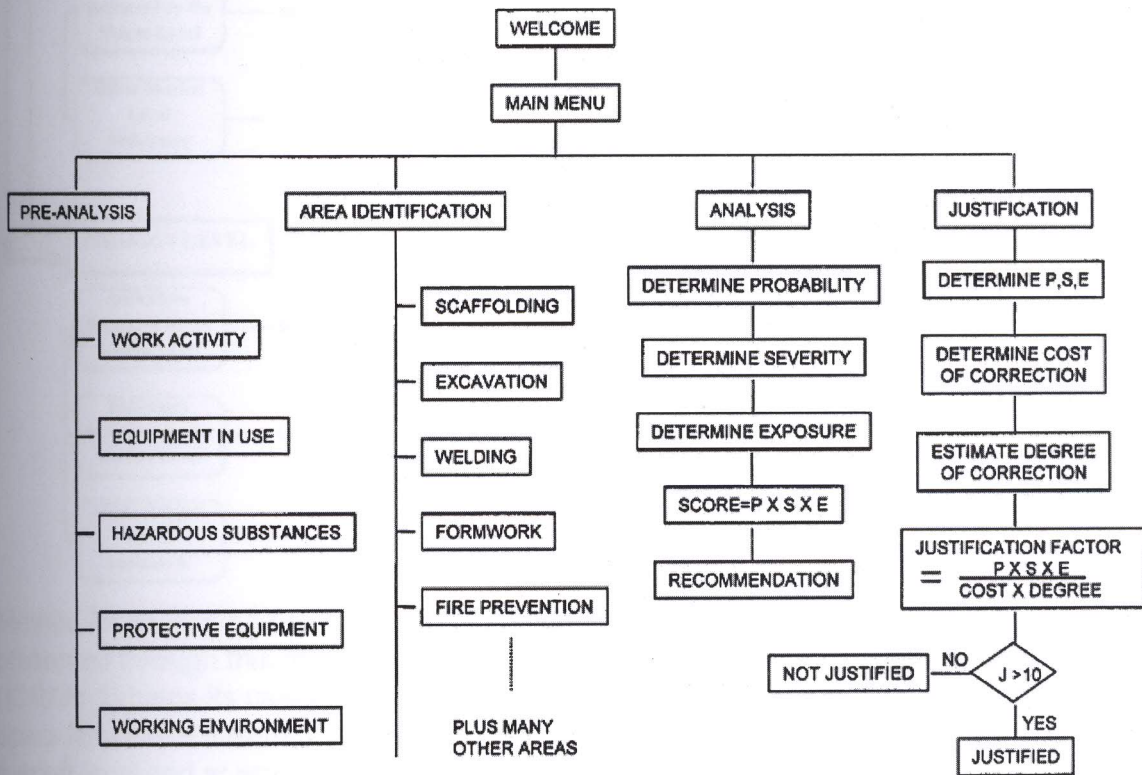 WELCOME
MAIN MENU
PRE-ANALYSIS
WORK ACTIVITY
EQUIPMENT IN USE
HAZARDOUS SUBSTANCES
PROTECTIVE EQUIPMENT
WORKING ENVIRONMENT
AREA IDENTIFICATION
SCAFFOLDING
EXCAVATION
WELDING
FORMWORK
FIRE PREVENTION
PLUS MANY
OTHER AREAS
ANALYSIS
DETERMINE PROBABILITY
DETERMINE SEVERITY
DETERMINE EXPOSURE
SCORE=P X S X E
RECOMMENDATION
JUSTIFICATION
DETERMINE P,S,E
DETERMINE COST
OF CORRECTION
ESTIMATE DEGREE
OF CORRECTION
JUSTIFICATION FACTOR
= P X S X E
COST X DEGREE
J >10
NO
NOT JUSTIFIED
YES
JUSTIFIED